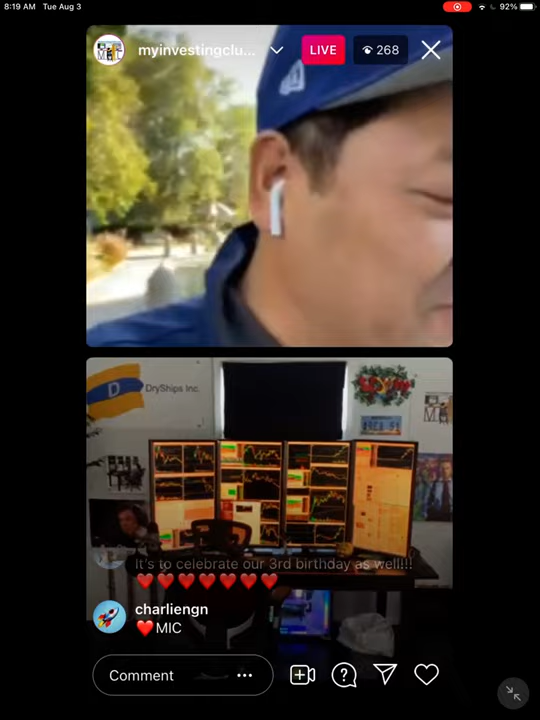 8:19 AM Tue Aug 3
92%
myinvestingclu...
LIVE
268
D
DryShips Inc.
It's to celebrate our 3rd birthday as well!!!
❤️❤️❤️❤️❤️❤️❤️
charliengn
❤️MIC
Comment